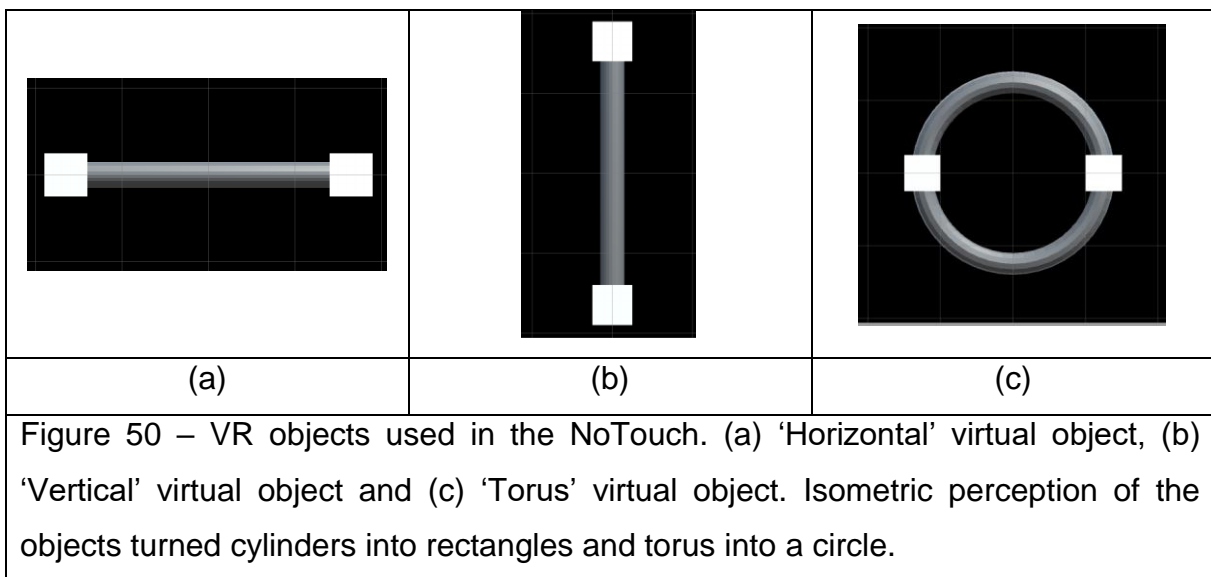 (a)
(b)
(c)
Figure 50 – VR objects used in the NoTouch. (a) ‘Horizontal’ virtual object, (b)
‘Vertical’ virtual object and (c) ‘Torus’ virtual object. Isometric perception of the
objects turned cylinders into rectangles and torus into a circle.